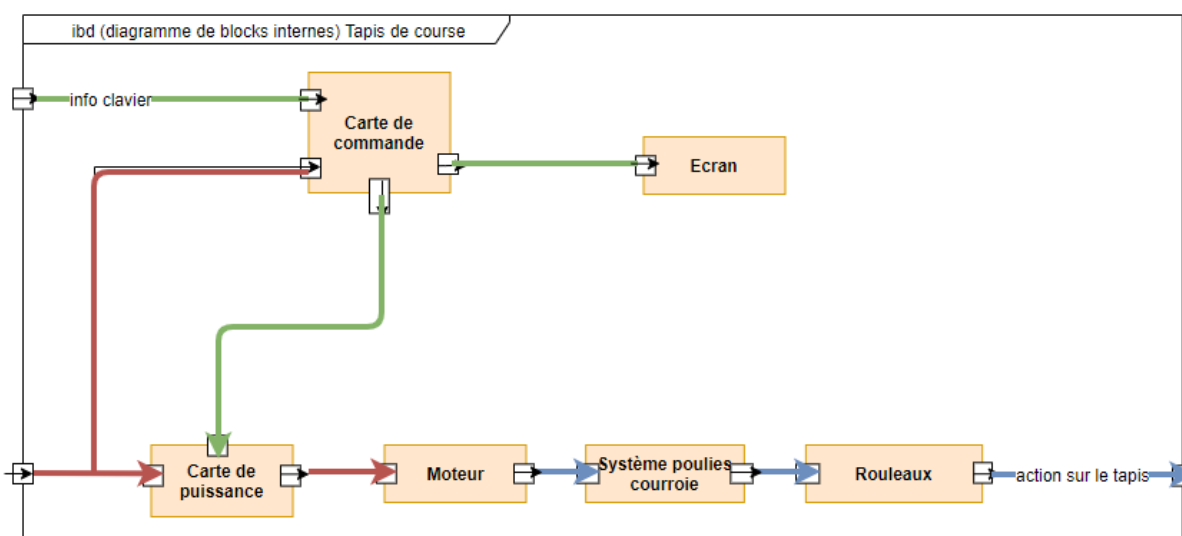 ibd (diagramme de blocks internes) Tapis de course
info clavier
Carte de
commande
Ecran
Carte de
puissance
Moteur
Système poulies
courroie
Rouleaux
action sur le tapis